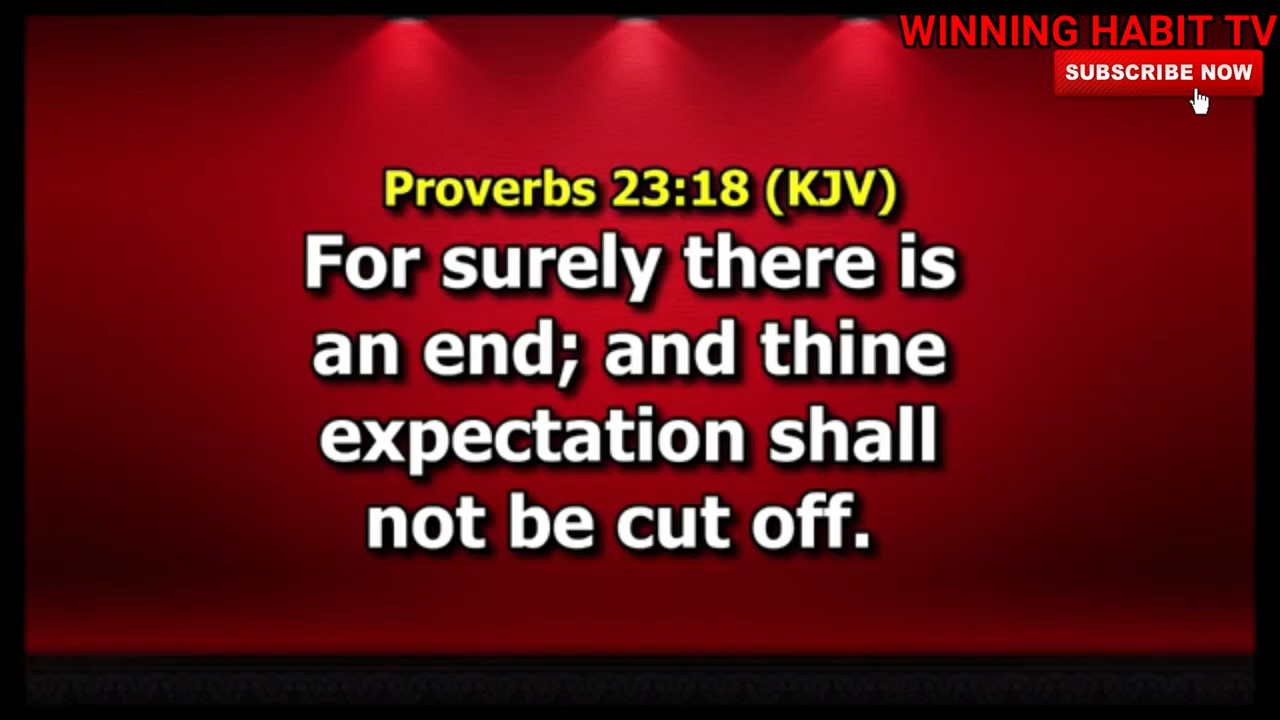 WINNING HABIT TV
SUBSCRIBE NOW
Proverbs 23:18 (KJV)
For surely there is
an end; and thine
expectation shall
not be cut off.